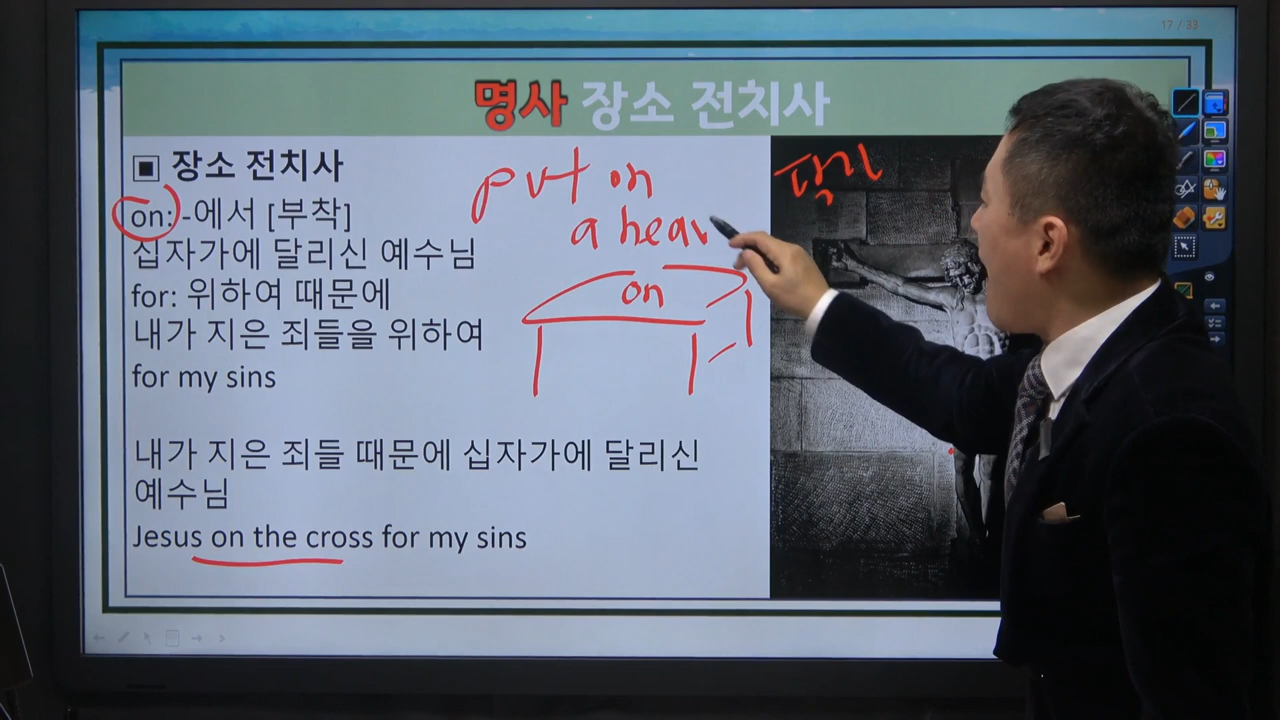 17 / 33
명사 장소 전치사
▣ 장소 전치사
on: -에서 [부착]
십자가에 달리신 예수님
for: 위하여 때문에
내가 지은 죄들을 위하여
for my sins
내가 지은 죄들 때문에 십자가에 달리신
예수님
Jesus on the cross for my sins
put on
a heav
on